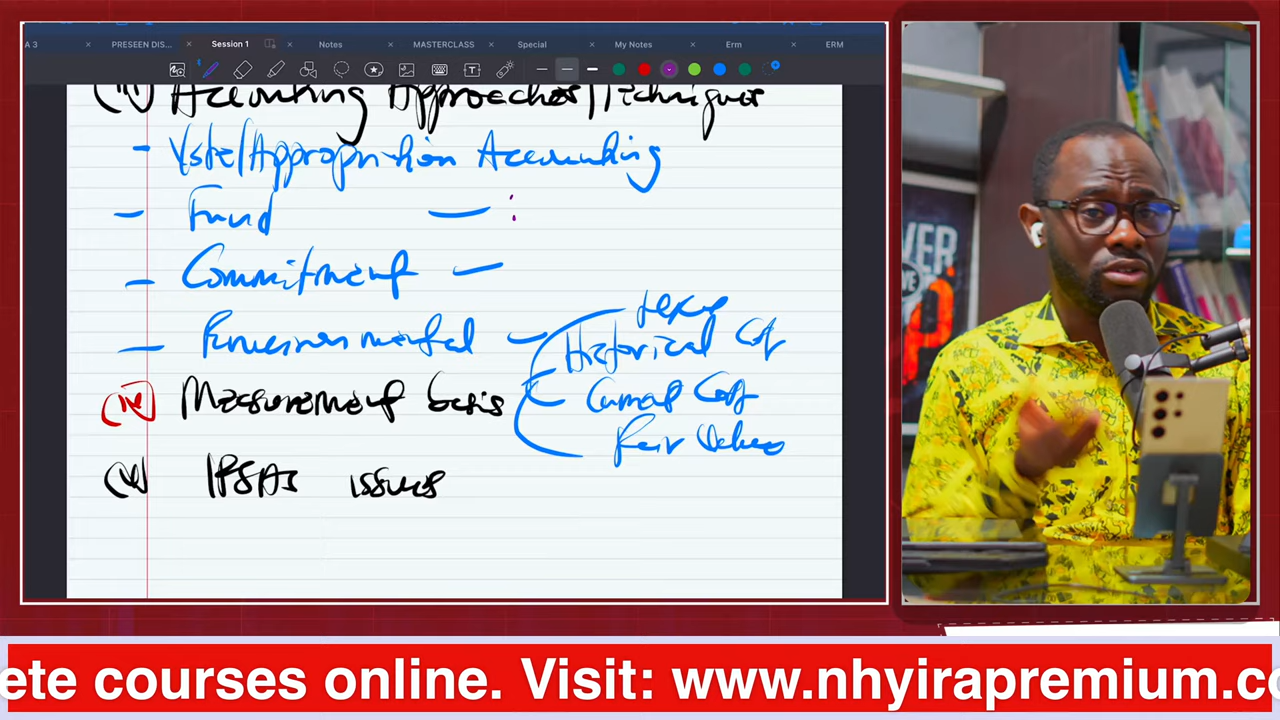 A 3 PRESEEN DIS... Session 1 Notes MASTERCLASS Special My Notes Erm ERM
(iii) Accounting Approaches/Techniques
- Vote/Appropriation Accounting
- Fund — :
- Commitment —
-
Historical Cost
(iv) Measurement basis
Current Cost
Fair Value
(v) IPSAS issues
ete courses online. Visit: www.nhyirapremium.co